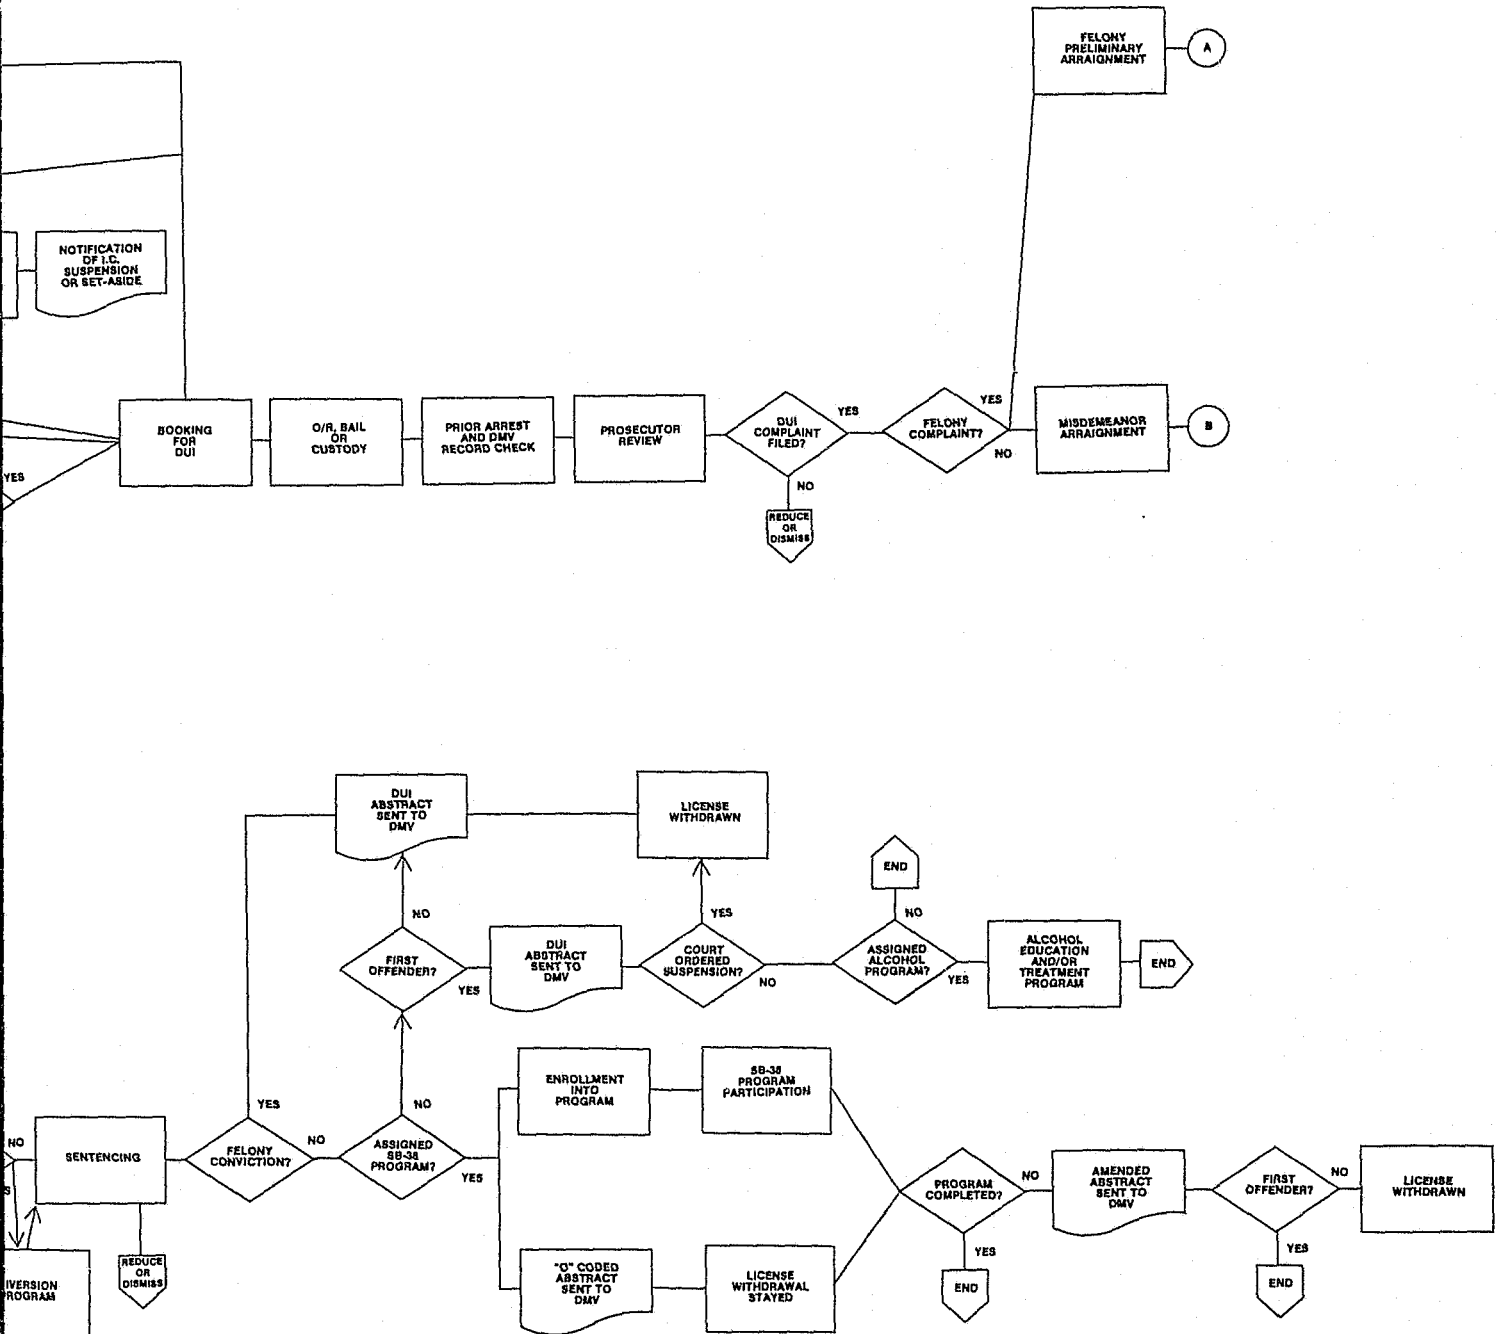 FELONY
PRELIMINARY
ARRAIGNMENT
A
NOTIFICATION
OF I.C.
SUSPENSION
OR SET-ASIDE
YES
BOOKING
FOR
DUI
O/R, BAIL
OR
CUSTODY
PRIOR ARREST
AND DMV
RECORD CHECK
PROSECUTOR
REVIEW
DUI
COMPLAINT
FILED?
YES
NO
REDUCE
OR
DISMISS
FELONY
COMPLAINT?
YES
NO
MISDEMEANOR
ARRAIGNMENT
B
DUI
ABSTRACT
SENT TO
DMV
LICENSE
WITHDRAWN
END
NO
NO
FIRST
OFFENDER?
YES
DUI
ABSTRACT
SENT TO
DMV
YES
COURT
ORDERED
SUSPENSION?
NO
ASSIGNED
ALCOHOL
PROGRAM?
YES
ALCOHOL
EDUCATION
AND/OR
TREATMENT
PROGRAM
END
NO
S
SENTENCING
REDUCE
OR
DISMISS
IVERSION
ROGRAM
YES
FELONY
CONVICTION?
NO
NO
ASSIGNED
SB-38
PROGRAM?
YES
ENROLLMENT
INTO
PROGRAM
SB-38
PROGRAM
PARTICIPATION
CODED
ABSTRACT
SENT TO
DMV
LICENSE
WITHDRAWAL
STAYED
PROGRAM
COMPLETED?
NO
YES
END
AMENDED
ABSTRACT
SENT TO
DMV
FIRST
OFFENDER?
NO
YES
END
LICENSE
WITHDRAWN